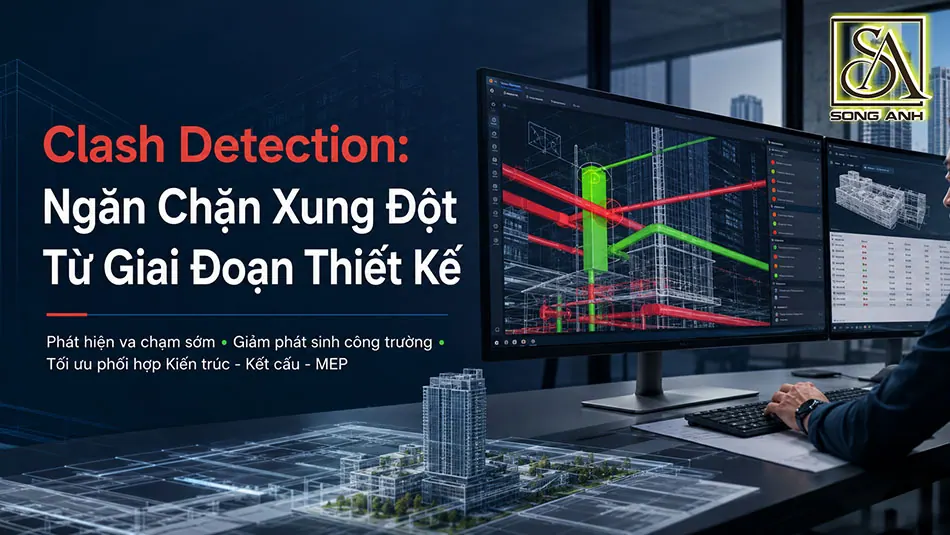 SA
SONG ANH
Clash Detection:
Ngăn Chặn Xung Đột
Từ Giai Đoạn Thiết Kế
Phát hiện va chạm sớm • Giảm phát sinh công trường •
Tối ưu phối hợp Kiến trúc - Kết cấu - MEP